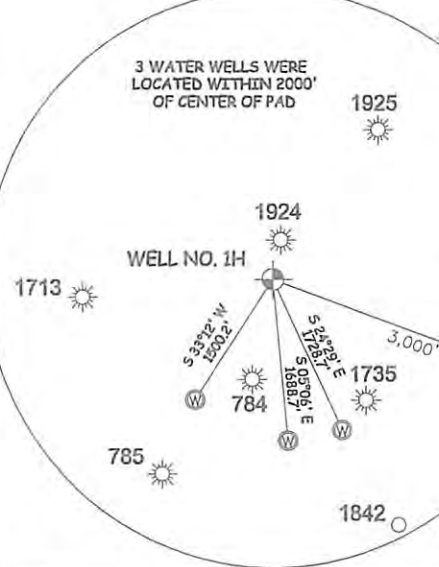 3 WATER WELLS WERE
LOCATED WITHIN 2000'
OF CENTER OF PAD
1925
1924
WELL NO. 1H
1713
S 33°12' W
1500.2'
S 24°29' E
1728.7'
3,000'
S 05°06' E
1688.7'
1735
784
W
W
W
785
1842